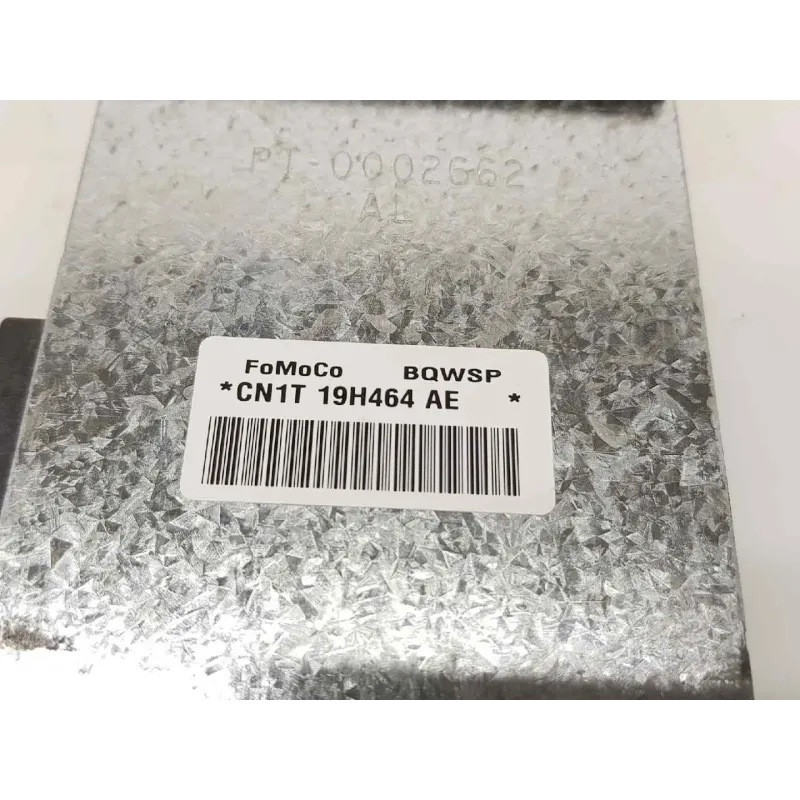 PT-0002662
AL
FoMoCo BQWSP
*CN1T 19H464 AE *